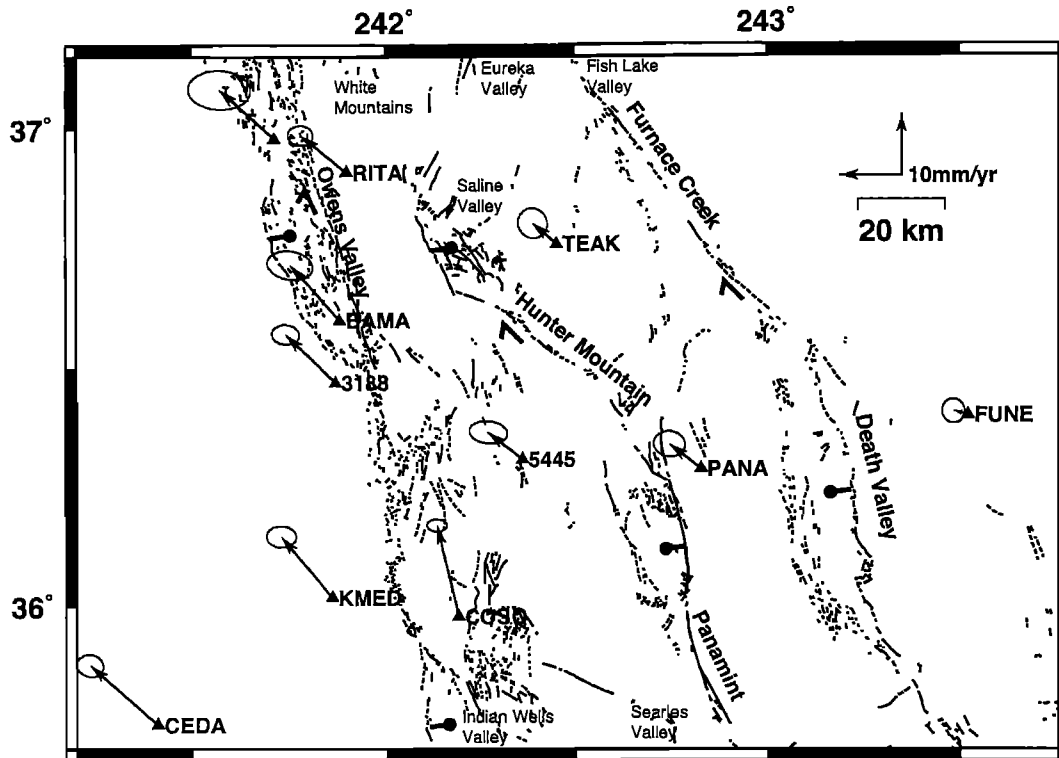 242°
243°
37°
36°
White
Mountains
Eureka
Valley
Fish Lake
Valley
Furnace Creek
10mm/yr
20 km
RITA
Owens Valley
Saline
Valley
TEAK
BAMA
Hunter Mountain
3188
5445
PANA
FUNE
Death Valley
KMED
COSO
Panamint
CEDA
Indian Wells
Valley
Searles
Valley